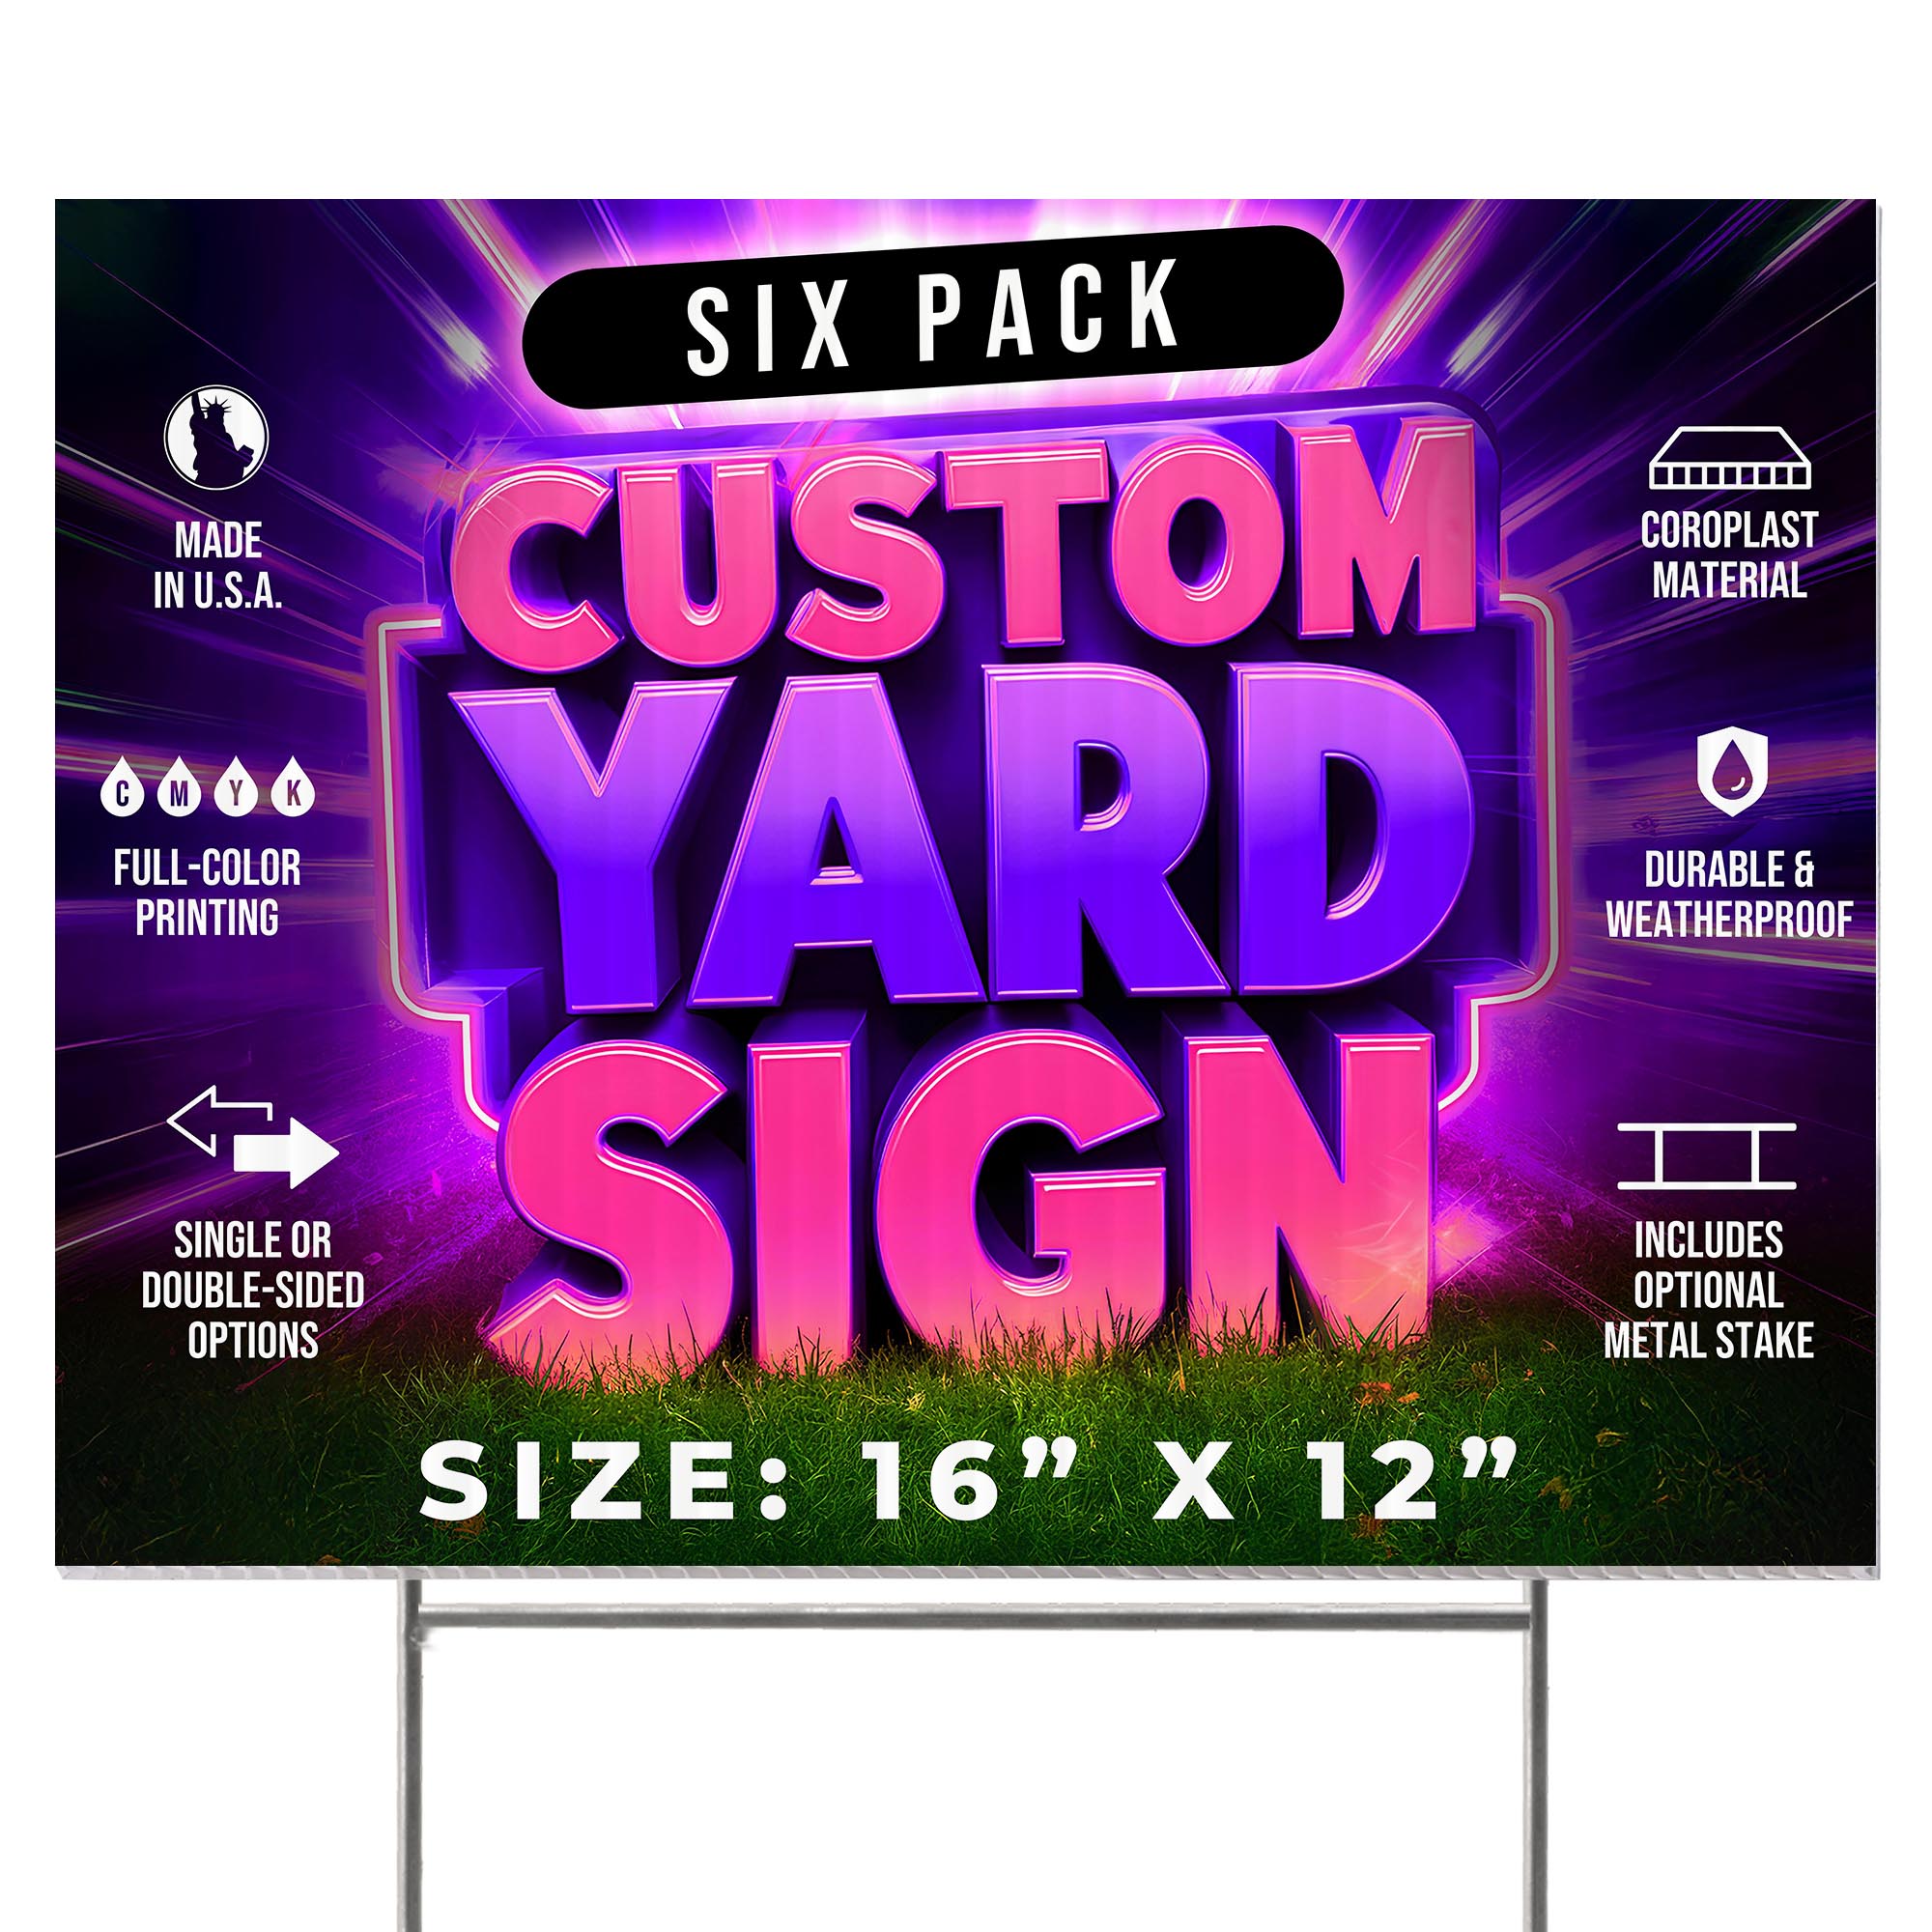 SIX PACK
CUSTOM
YARD
SIGN
MADE
IN U.S.A.
C M Y K
FULL-COLOR
PRINTING
SINGLE OR
DOUBLE-SIDED
OPTIONS
COROPLAST
MATERIAL
DURABLE &
WEATHERPROOF
INCLUDES
OPTIONAL
METAL STAKE
SIZE: 16” X 12”